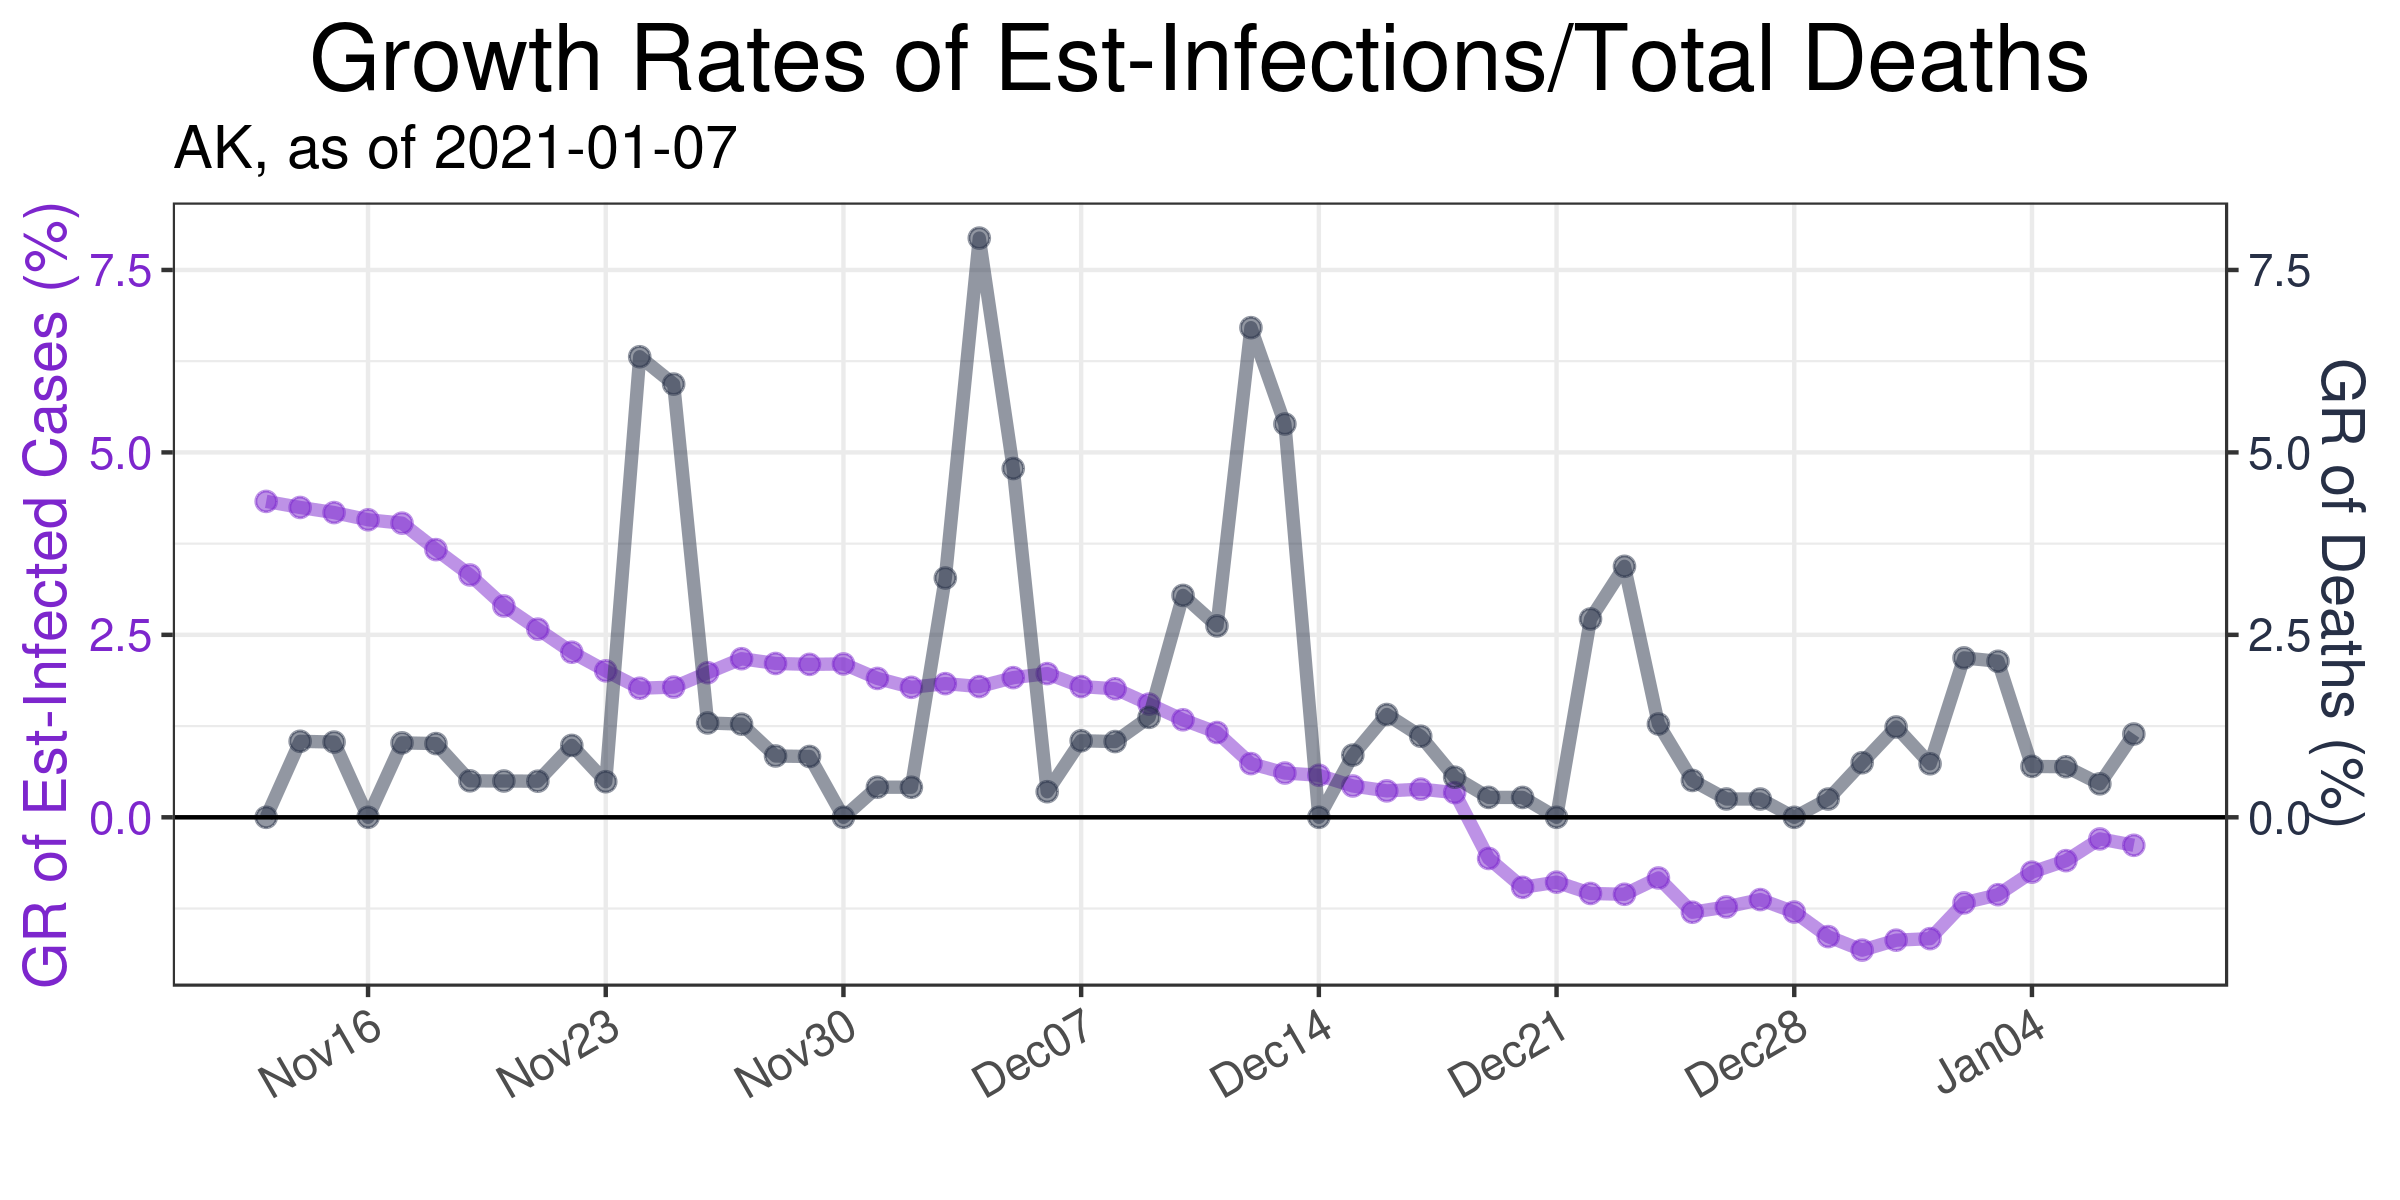 Growth Rates of Est-Infections/Total Deaths
AK, as of 2021-01-07
GR of Est-Infected Cases (%)
7.5
5.0
2.5
0.0
7.5
5.0
2.5
0.0
GR of Deaths (%)
Nov16
Nov23
Nov30
Dec07
Dec14
Dec21
Dec28
Jan04